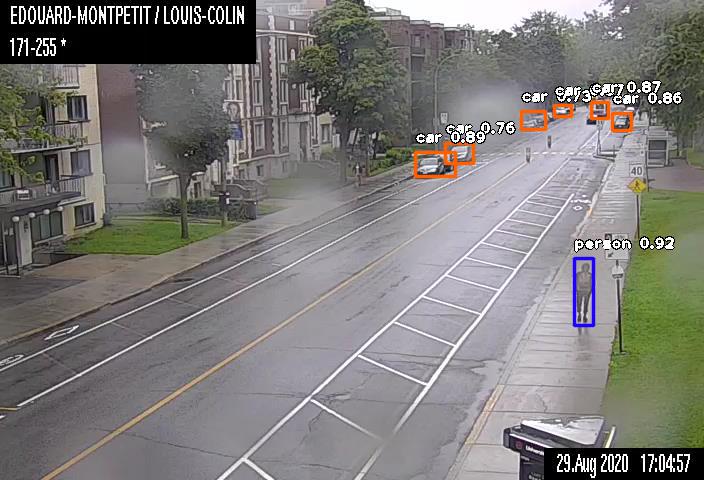 EDOUARD-MONTPETIT / LOUIS-COLIN
171-255 *
car 0.87
car 0.86
car 0.76
car 0.89
40
person 0.92
29.Aug 2020 17:04:57